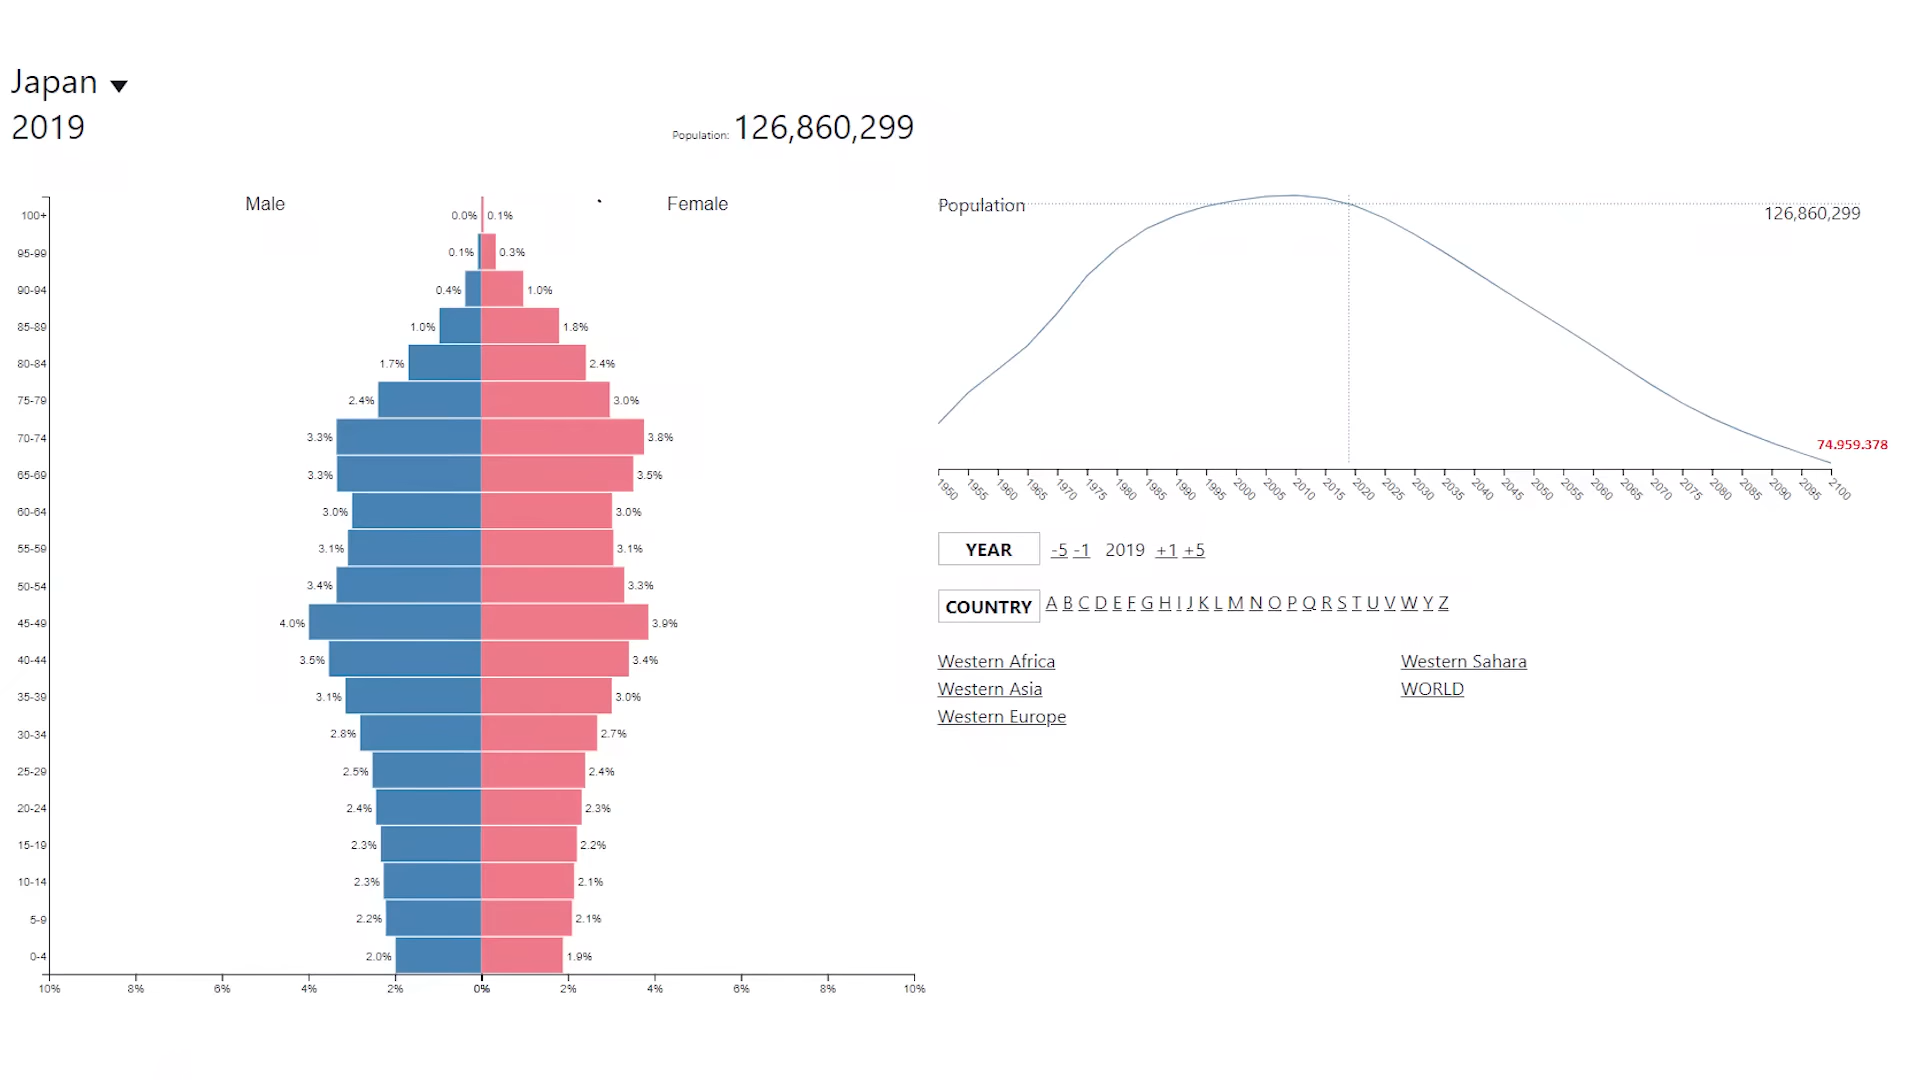 Japan
2019
Population: 126,860,299
Male
Female
100+ 0.0% 0.1%
95-99 0.1% 0.3%
90-94 0.4% 1.0%
85-89 1.0% 1.8%
80-84 1.7% 2.4%
75-79 2.4% 3.0%
70-74 3.3% 3.8%
65-69 3.3% 3.5%
60-64 3.0% 3.0%
55-59 3.1% 3.1%
50-54 3.4% 3.3%
45-49 4.0% 3.9%
40-44 3.5% 3.4%
35-39 3.1% 3.0%
30-34 2.8% 2.7%
25-29 2.5% 2.4%
20-24 2.4% 2.3%
15-19 2.3% 2.2%
10-14 2.3% 2.1%
5-9 2.2% 2.1%
0-4 2.0% 1.9%
10% 8% 6% 4% 2% 0% 2% 4% 6% 8% 10%
Population
126,860,299
74.959.378
1950 1955 1960 1965 1970 1975 1980 1985 1990 1995 2000 2005 2010 2015 2020 2025 2030 2035 2040 2045 2050 2055 2060 2065 2070 2075 2080 2085 2090 2095 2100
YEAR -5 -1 2019 +1 +5
COUNTRY A B C D E F G H I J K L M N O P Q R S T U V W Y Z
Western Africa
Western Asia
Western Europe
Western Sahara
WORLD